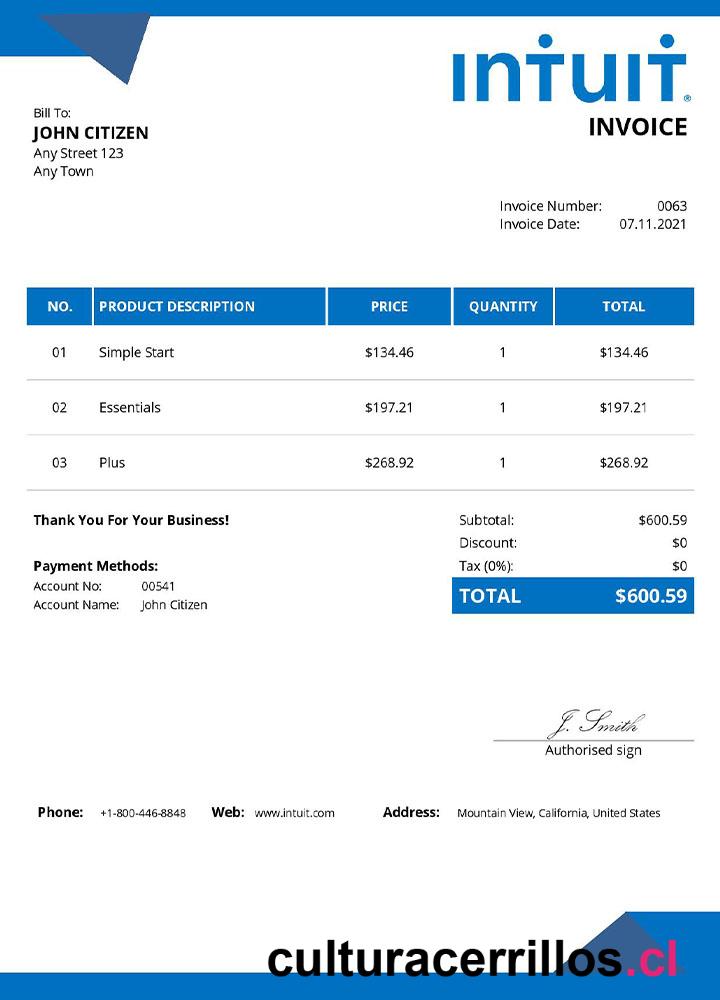 intuit®
INVOICE
Bill To:
JOHN CITIZEN
Any Street 123
Any Town
Invoice Number: 0063
Invoice Date: 07.11.2021
NO. PRODUCT DESCRIPTION PRICE QUANTITY TOTAL
01 Simple Start $134.46 1 $134.46
02 Essentials $197.21 1 $197.21
03 Plus $268.92 1 $268.92
Thank You For Your Business!
Subtotal: $600.59
Discount: $0
Payment Methods:
Tax (0%): $0
Account No: 00541
Account Name: John Citizen
TOTAL $600.59
J. Smith
Authorised sign
Phone: +1-800-446-8848 Web: www.intuit.com Address: Mountain View, California, United States
culturacerrillos.cl